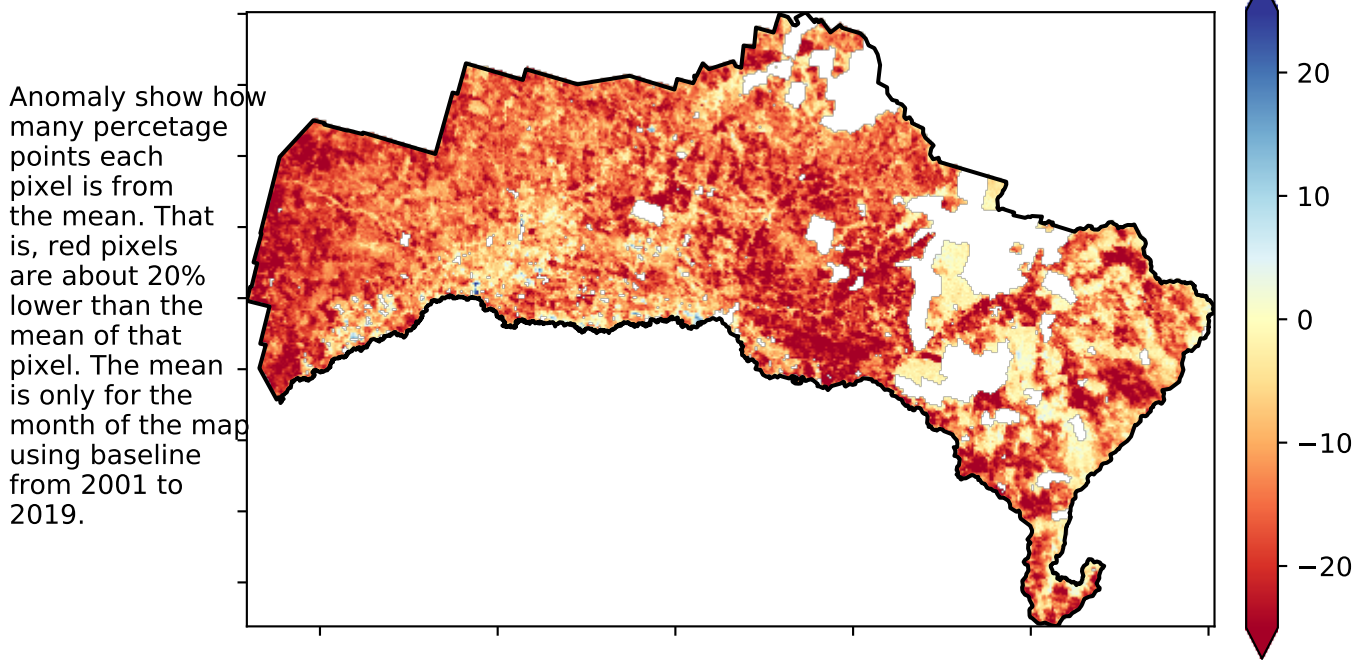 Anomaly show how
many percetage
points each
pixel is from
the mean. That
is, red pixels
are about 20%
lower than the
mean of that
pixel. The mean
is only for the
month of the map
using baseline
from 2001 to
2019.
20
10
0
−10
−20